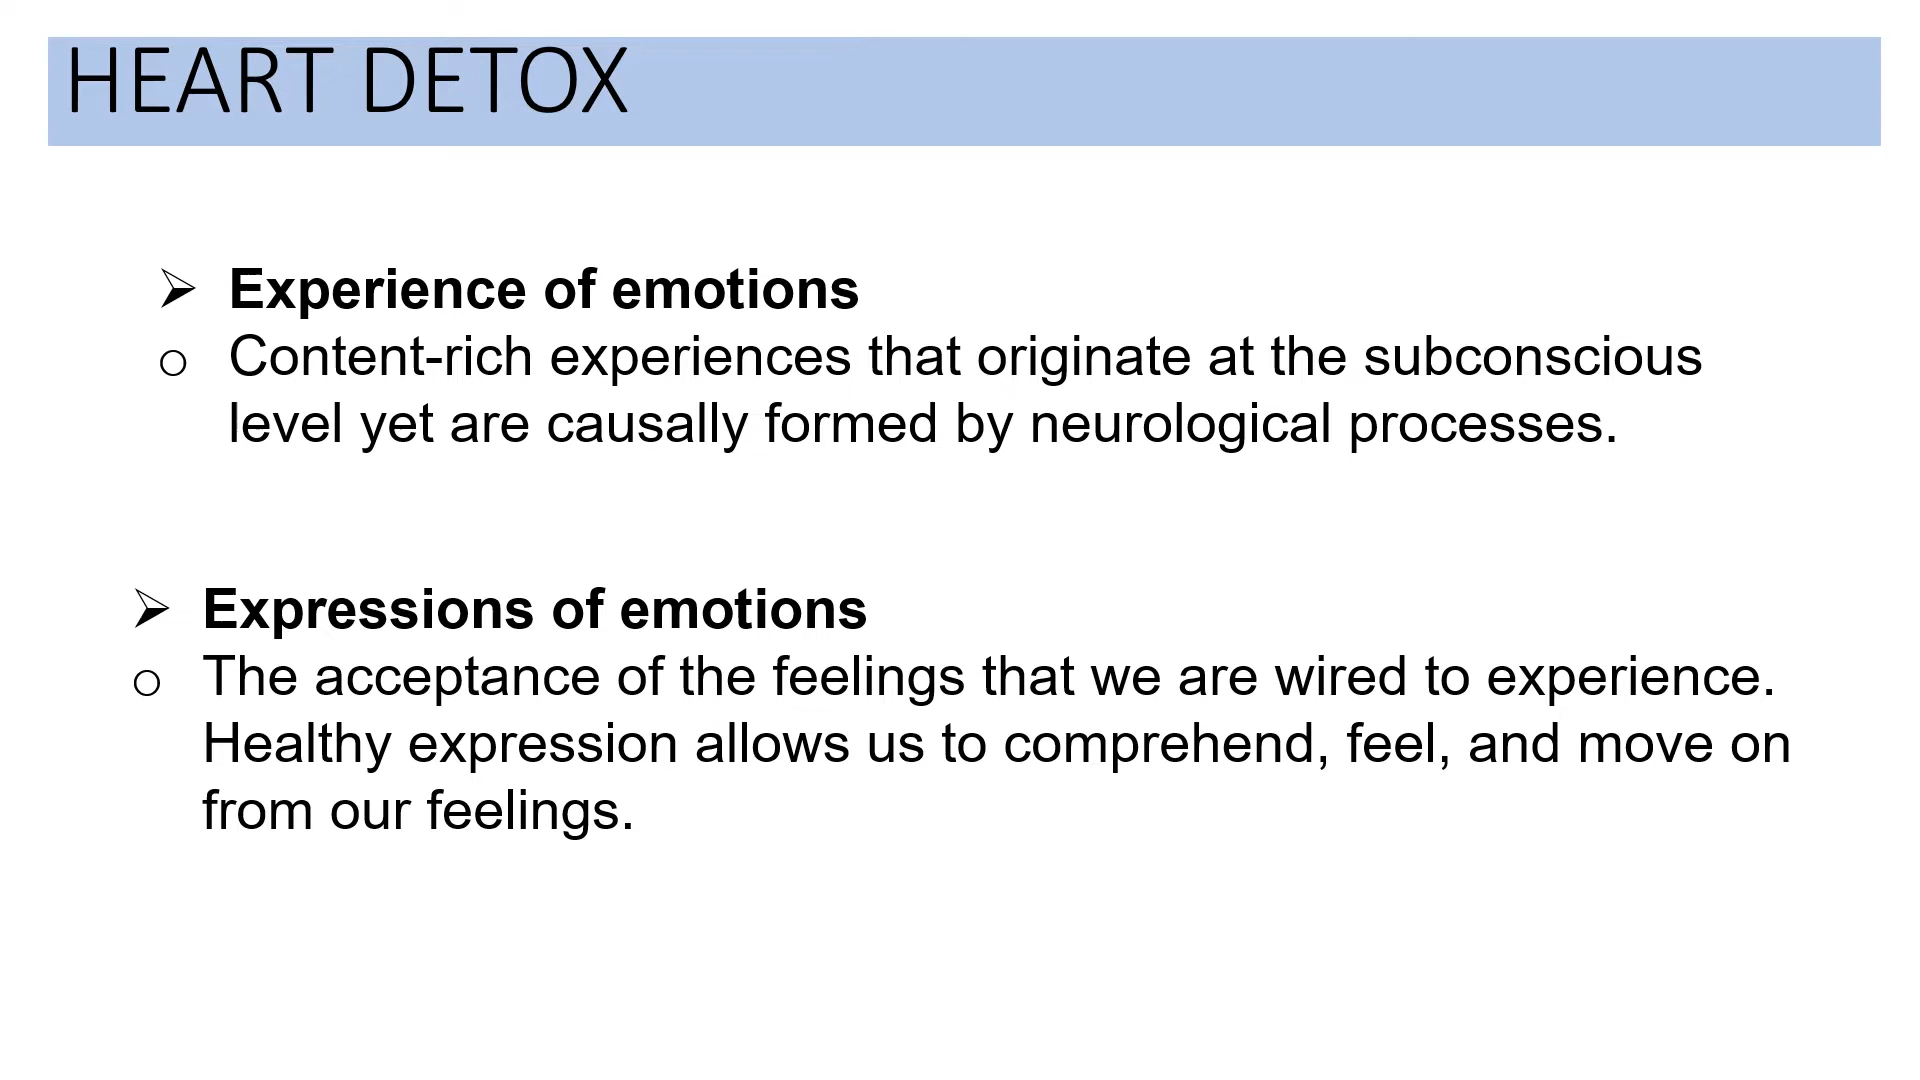 HEART DETOX
➢ Experience of emotions
o Content-rich experiences that originate at the subconscious
level yet are causally formed by neurological processes.
➢ Expressions of emotions
o The acceptance of the feelings that we are wired to experience.
Healthy expression allows us to comprehend, feel, and move on
from our feelings.